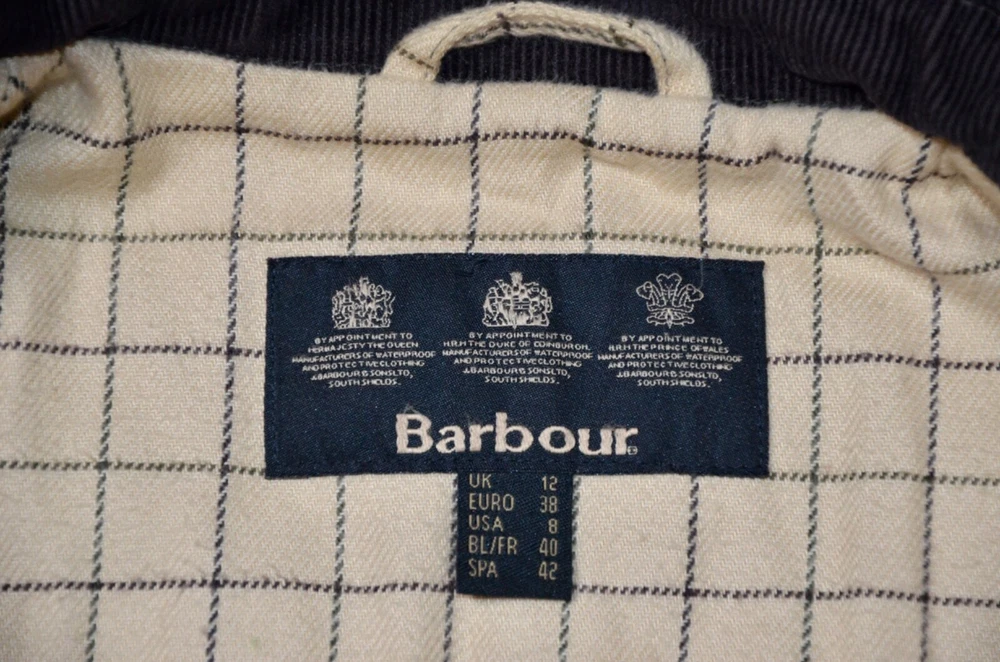 BY APPOINTMENT TO
HER MAJESTY THE QUEEN
MANUFACTURERS OF WATERPROOF
AND PROTECTIVE CLOTHING
J.BARBOUR & SONS LTD,
SOUTH SHIELDS.
BY APPOINTMENT TO
H.R.H. THE DUKE OF EDINBURGH,
MANUFACTURERS OF WATERPROOF
AND PROTECTIVE CLOTHING
J.BARBOUR & SONS LTD,
SOUTH SHIELDS.
BY APPOINTMENT TO
H.R.H THE PRINCE OF WALES
MANUFACTURERS OF WATERPROOF
AND PROTECTIVE CLOTHING
J.BARBOUR & SONS LTD,
SOUTH SHIELDS.
Barbour
UK 12
EURO 38
USA 8
BL/FR 40
SPA 42